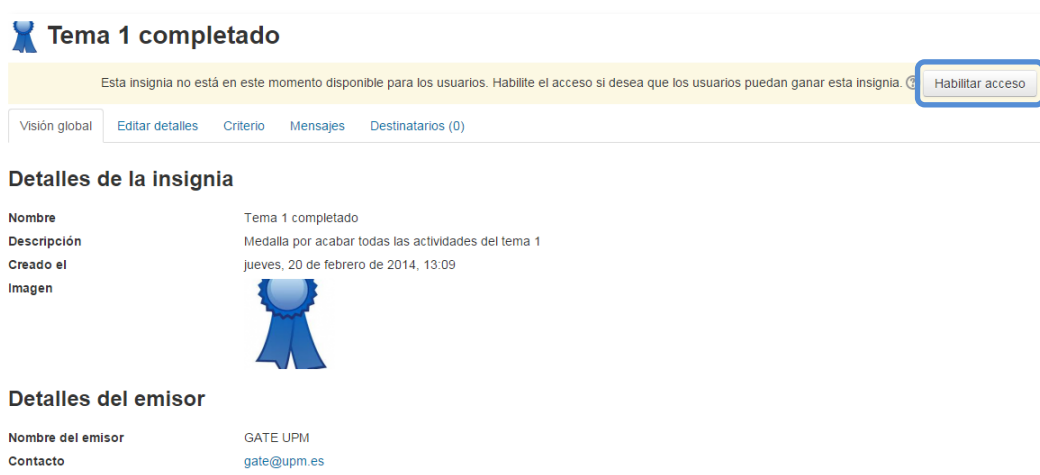 Tema 1 completado
Esta insignia no está en este momento disponible para los usuarios. Habilite el acceso si desea que los usuarios puedan ganar esta insignia. Habilitar acceso
Visión global Editar detalles Criterio Mensajes Destinatarios (0)
Detalles de la insignia
Nombre Tema 1 completado
Descripción Medalla por acabar todas las actividades del tema 1
Creado el jueves, 20 de febrero de 2014, 13:09
Imagen
Detalles del emisor
Nombre del emisor GATE UPM
Contacto gate@upm.es